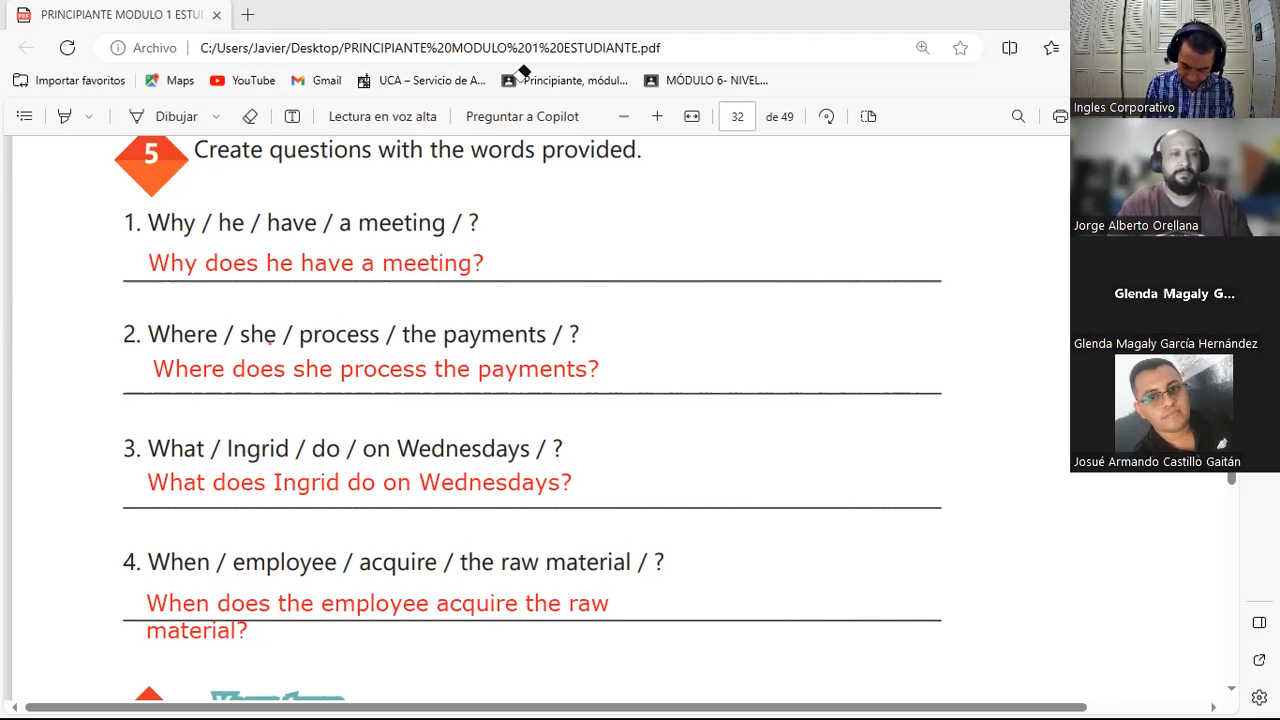 PRINCIPIANTE MODULO 1 ESTU
Archivo C:/Users/Javier/Desktop/PRINCIPIANTE%20MODULO%201%20ESTUDIANTE.pdf
Importar favoritos Maps YouTube Gmail UCA – Servicio de A... Principiante, módul... MÓDULO 6- NIVEL...
Dibujar Lectura en voz alta Preguntar a Copilot 32 de 49
5 Create questions with the words provided.
1. Why / he / have / a meeting / ?
Why does he have a meeting?
2. Where / she / process / the payments / ?
Where does she process the payments?
3. What / Ingrid / do / on Wednesdays / ?
What does Ingrid do on Wednesdays?
4. When / employee / acquire / the raw material / ?
When does the employee acquire the raw
material?
Ingles Corporativo
Jorge Alberto Orellana
Glenda Magaly G...
Glenda Magaly García Hernández
Josué Armando Castillo Gaitán